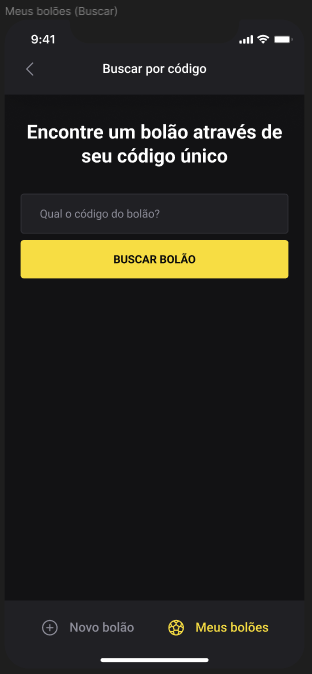 Meus bolões (Buscar)
9:41
Buscar por código
Encontre um bolão através de
seu código único
Qual o código do bolão?
BUSCAR BOLÃO
Novo bolão
Meus bolões